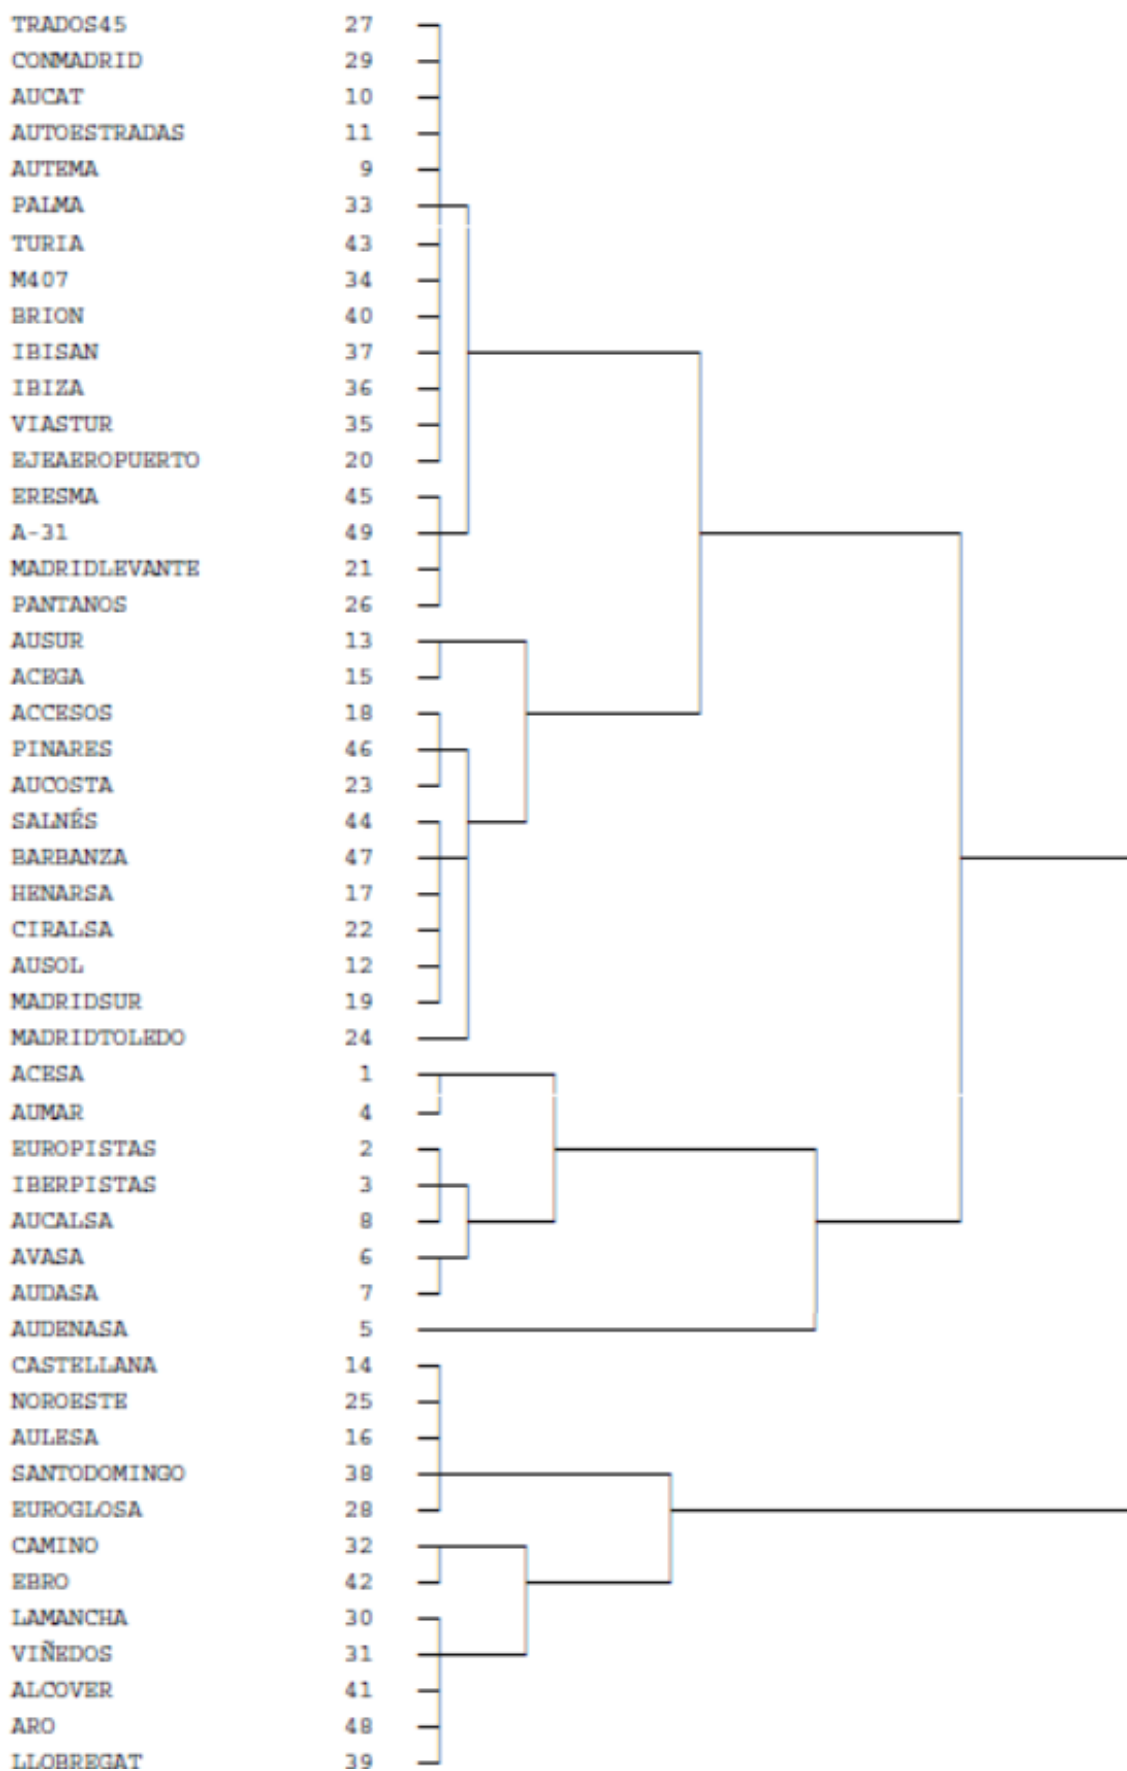 TRADOS45 27
CONMADRID 29
AUCAT 10
AUTOESTRADAS 11
AUTEMA 9
PALMA 33
TURIA 43
M407 34
BRION 40
IBISAN 37
IBIZA 36
VIASTUR 35
EJEAEROPUERTO 20
ERESMA 45
A-31 49
MADRIDLEVANTE 21
PANTANOS 26
AUSUR 13
ACEGA 15
ACCESOS 18
PINARES 46
AUCOSTA 23
SALNÉS 44
BARBANZA 47
HENARSA 17
CIRALSA 22
AUSOL 12
MADRIDSUR 19
MADRIDTOLEDO 24
ACESA 1
AUMAR 4
EUROPISTAS 2
IBERPISTAS 3
AUCALSA 8
AVASA 6
AUDASA 7
AUDENASA 5
CASTELLANA 14
NOROESTE 25
AULESA 16
SANTODOMINGO 38
EUROGLOSA 28
CAMINO 32
EBRO 42
LAMANCHA 30
VIÑEDOS 31
ALCOVER 41
ARO 48
LLOBREGAT 39